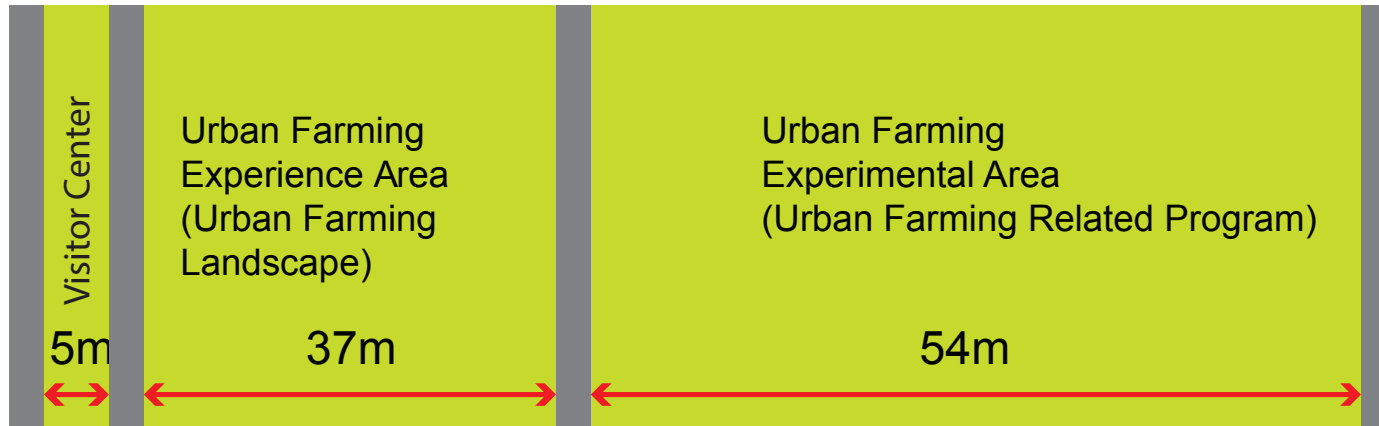 Visitor Center
5m
Urban Farming
Experience Area
(Urban Farming
Landscape)
37m
Urban Farming
Experimental Area
(Urban Farming Related Program)
54m